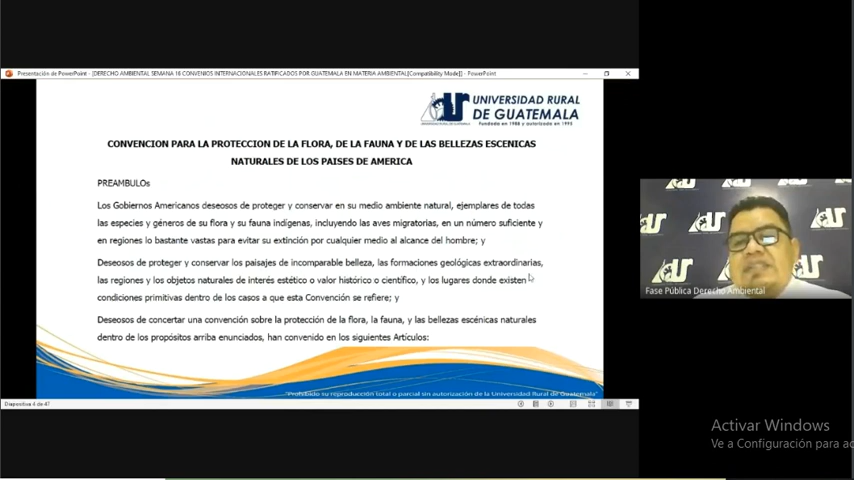 Presentación de PowerPoint - [DERECHO AMBIENTAL SEMANA 16 CONVENIOS INTERNACIONALES RATIFICADOS POR GUATEMALA EN MATERIA AMBIENTAL[Compatibility Mode]] - PowerPoint
UNIVERSIDAD RURAL
DE GUATEMALA
Fundada en 1988 y autorizada en 1995
CONVENCION PARA LA PROTECCION DE LA FLORA, DE LA FAUNA Y DE LAS BELLEZAS ESCENICAS
NATURALES DE LOS PAISES DE AMERICA
PREAMBULOs
Los Gobiernos Americanos deseosos de proteger y conservar en su medio ambiente natural, ejemplares de todas
las especies y géneros de su flora y su fauna indígenas, incluyendo las aves migratorias, en un número suficiente y
en regiones lo bastante vastas para evitar su extinción por cualquier medio al alcance del hombre; y
Deseosos de proteger y conservar los paisajes de incomparable belleza, las formaciones geológicas extraordinarias,
las regiones y los objetos naturales de interés estético o valor histórico o científico, y los lugares donde existen
condiciones primitivas dentro de los casos a que esta Convención se refiere; y
Deseosos de concertar una convención sobre la protección de la flora, la fauna, y las bellezas escénicas naturales
dentro de los propósitos arriba enunciados, han convenido en los siguientes Artículos:
"Prohibido su reproducción total o parcial sin autorización de la Universidad Rural de Guatemala"
Diapositiva 4 de 47
Fase Pública Derecho Ambiental
Activar Windows
Ve a Configuración para ac